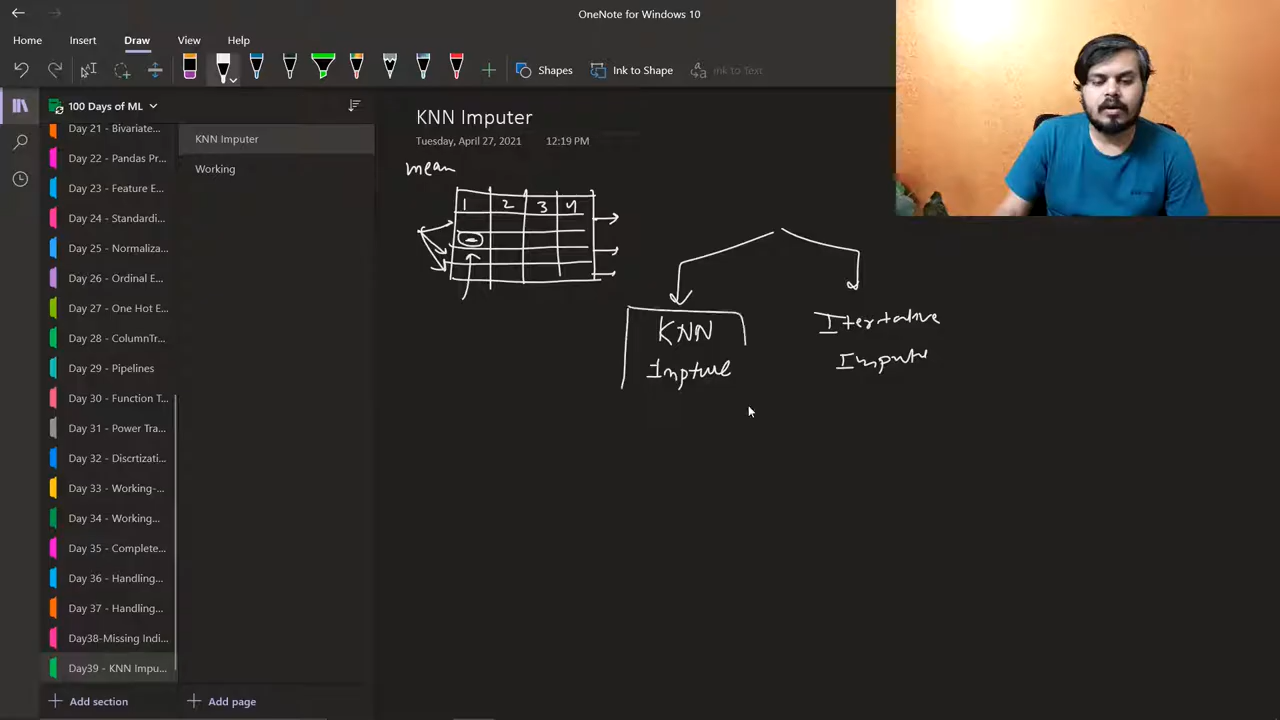 OneNote for Windows 10
Home Insert Draw View Help
Shapes Ink to Shape Ink to Text
100 Days of ML
KNN Imputer
Tuesday, April 27, 2021 12:19 PM
Day 21 - Bivariate...
Day 22 - Pandas Pr...
Day 23 - Feature E...
Day 24 - Standardi...
Day 25 - Normaliza...
Day 26 - Ordinal E...
Day 27 - One Hot E...
Day 28 - ColumnTr...
Day 29 - Pipelines
Day 30 - Function T...
Day 31 - Power Tra...
Day 32 - Discrtizati...
Day 33 - Working-...
Day 34 - Working...
Day 35 - Complete...
Day 36 - Handling...
Day 37 - Handling...
Day38-Missing Indi...
Day39 - KNN Impu...
KNN Imputer
Working
mean
1 2 3 4
KNN
Iterative
Add section
Add page